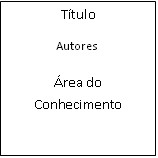 Título
Autores
Área do
Conhecimento